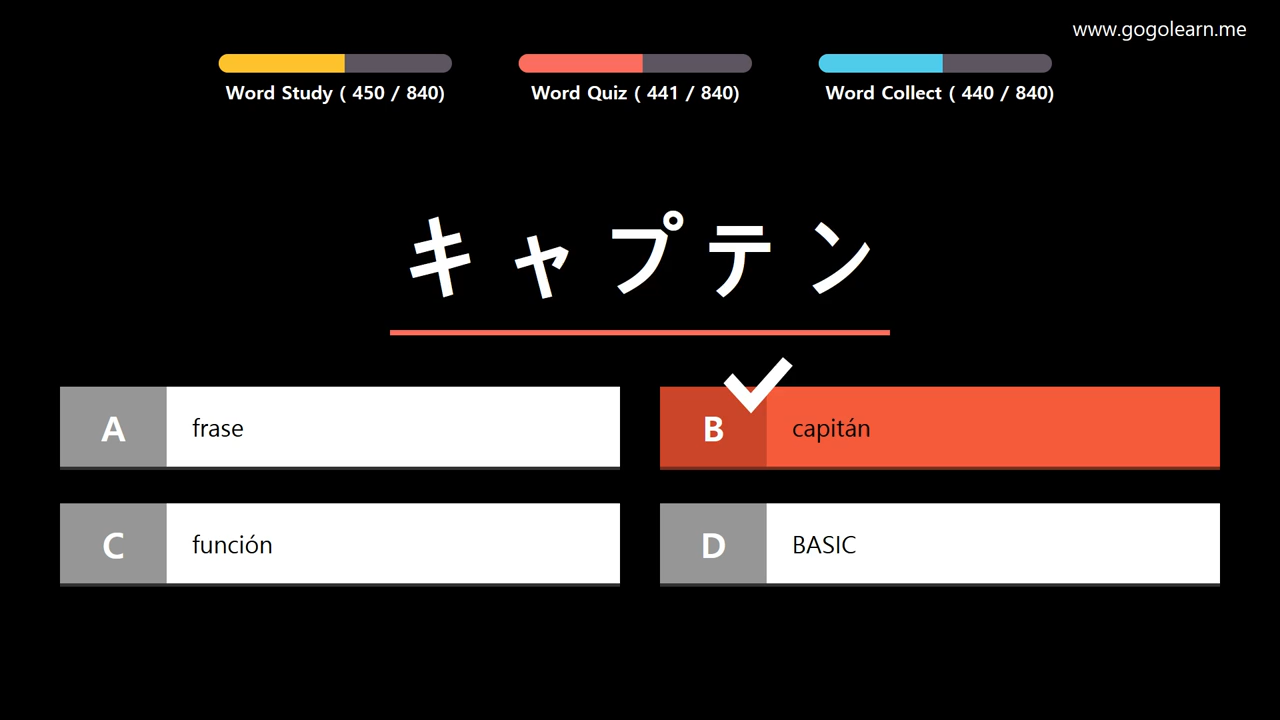 www.gogolearn.me
Word Study ( 450 / 840)
Word Quiz ( 441 / 840)
Word Collect ( 440 / 840)
キャプテン
A frase
B capitán
C función
D BASIC